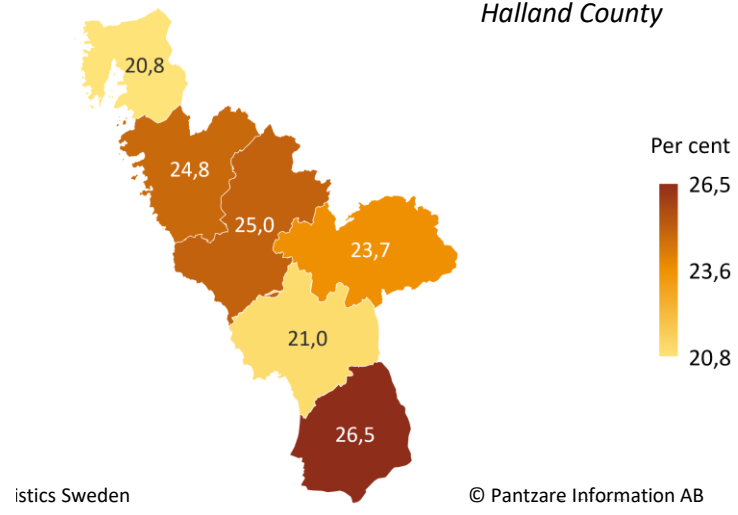 Halland County
20,8
24,8
25,0
23,7
21,0
26,5
Per cent
26,5
23,6
20,8
istics Sweden
© Pantzare Information AB